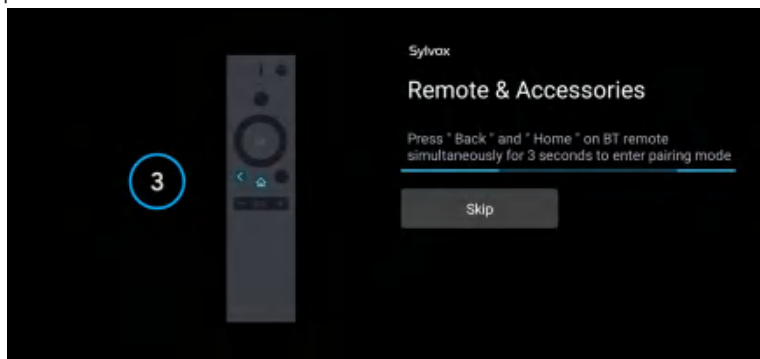 Sylvox
Remote & Accessories
Press " Back " and " Home " on BT remote
simultaneously for 3 seconds to enter pairing mode
3
Skip